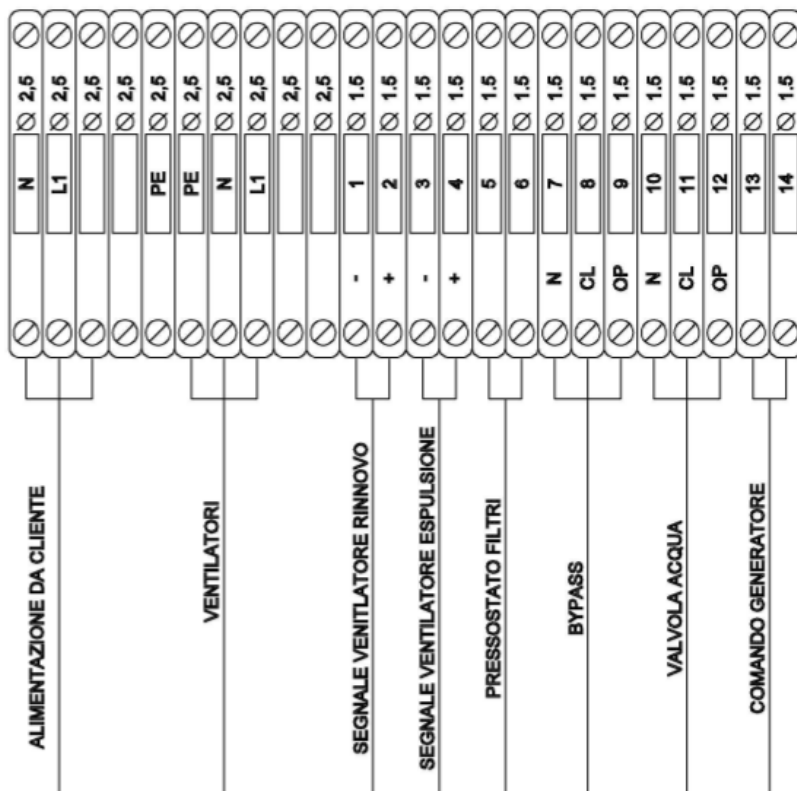 Ø 2,5 Ø 2,5 Ø 2,5 Ø 2,5 Ø 2,5 Ø 2,5 Ø 2,5 Ø 2,5 Ø 2,5 Ø 2,5 Ø 1.5 Ø 1.5 Ø 1.5 Ø 1.5 Ø 1.5 Ø 1.5 Ø 1.5 Ø 1.5 Ø 1.5 Ø 1.5 Ø 1.5 Ø 1.5 Ø 1.5 Ø 1.5
N L1 PE PE N L1 1 2 3 4 5 6 7 8 9 10 11 12 13 14
- + - + N CL OP N CL OP
ALIMENTAZIONE DA CLIENTE
VENTILATORI
SEGNALE VENITLATORE RINNOVO
SEGNALE VENTILATORE ESPULSIONE
PRESSOSTATO FILTRI
BYPASS
VALVOLA ACQUA
COMANDO GENERATORE